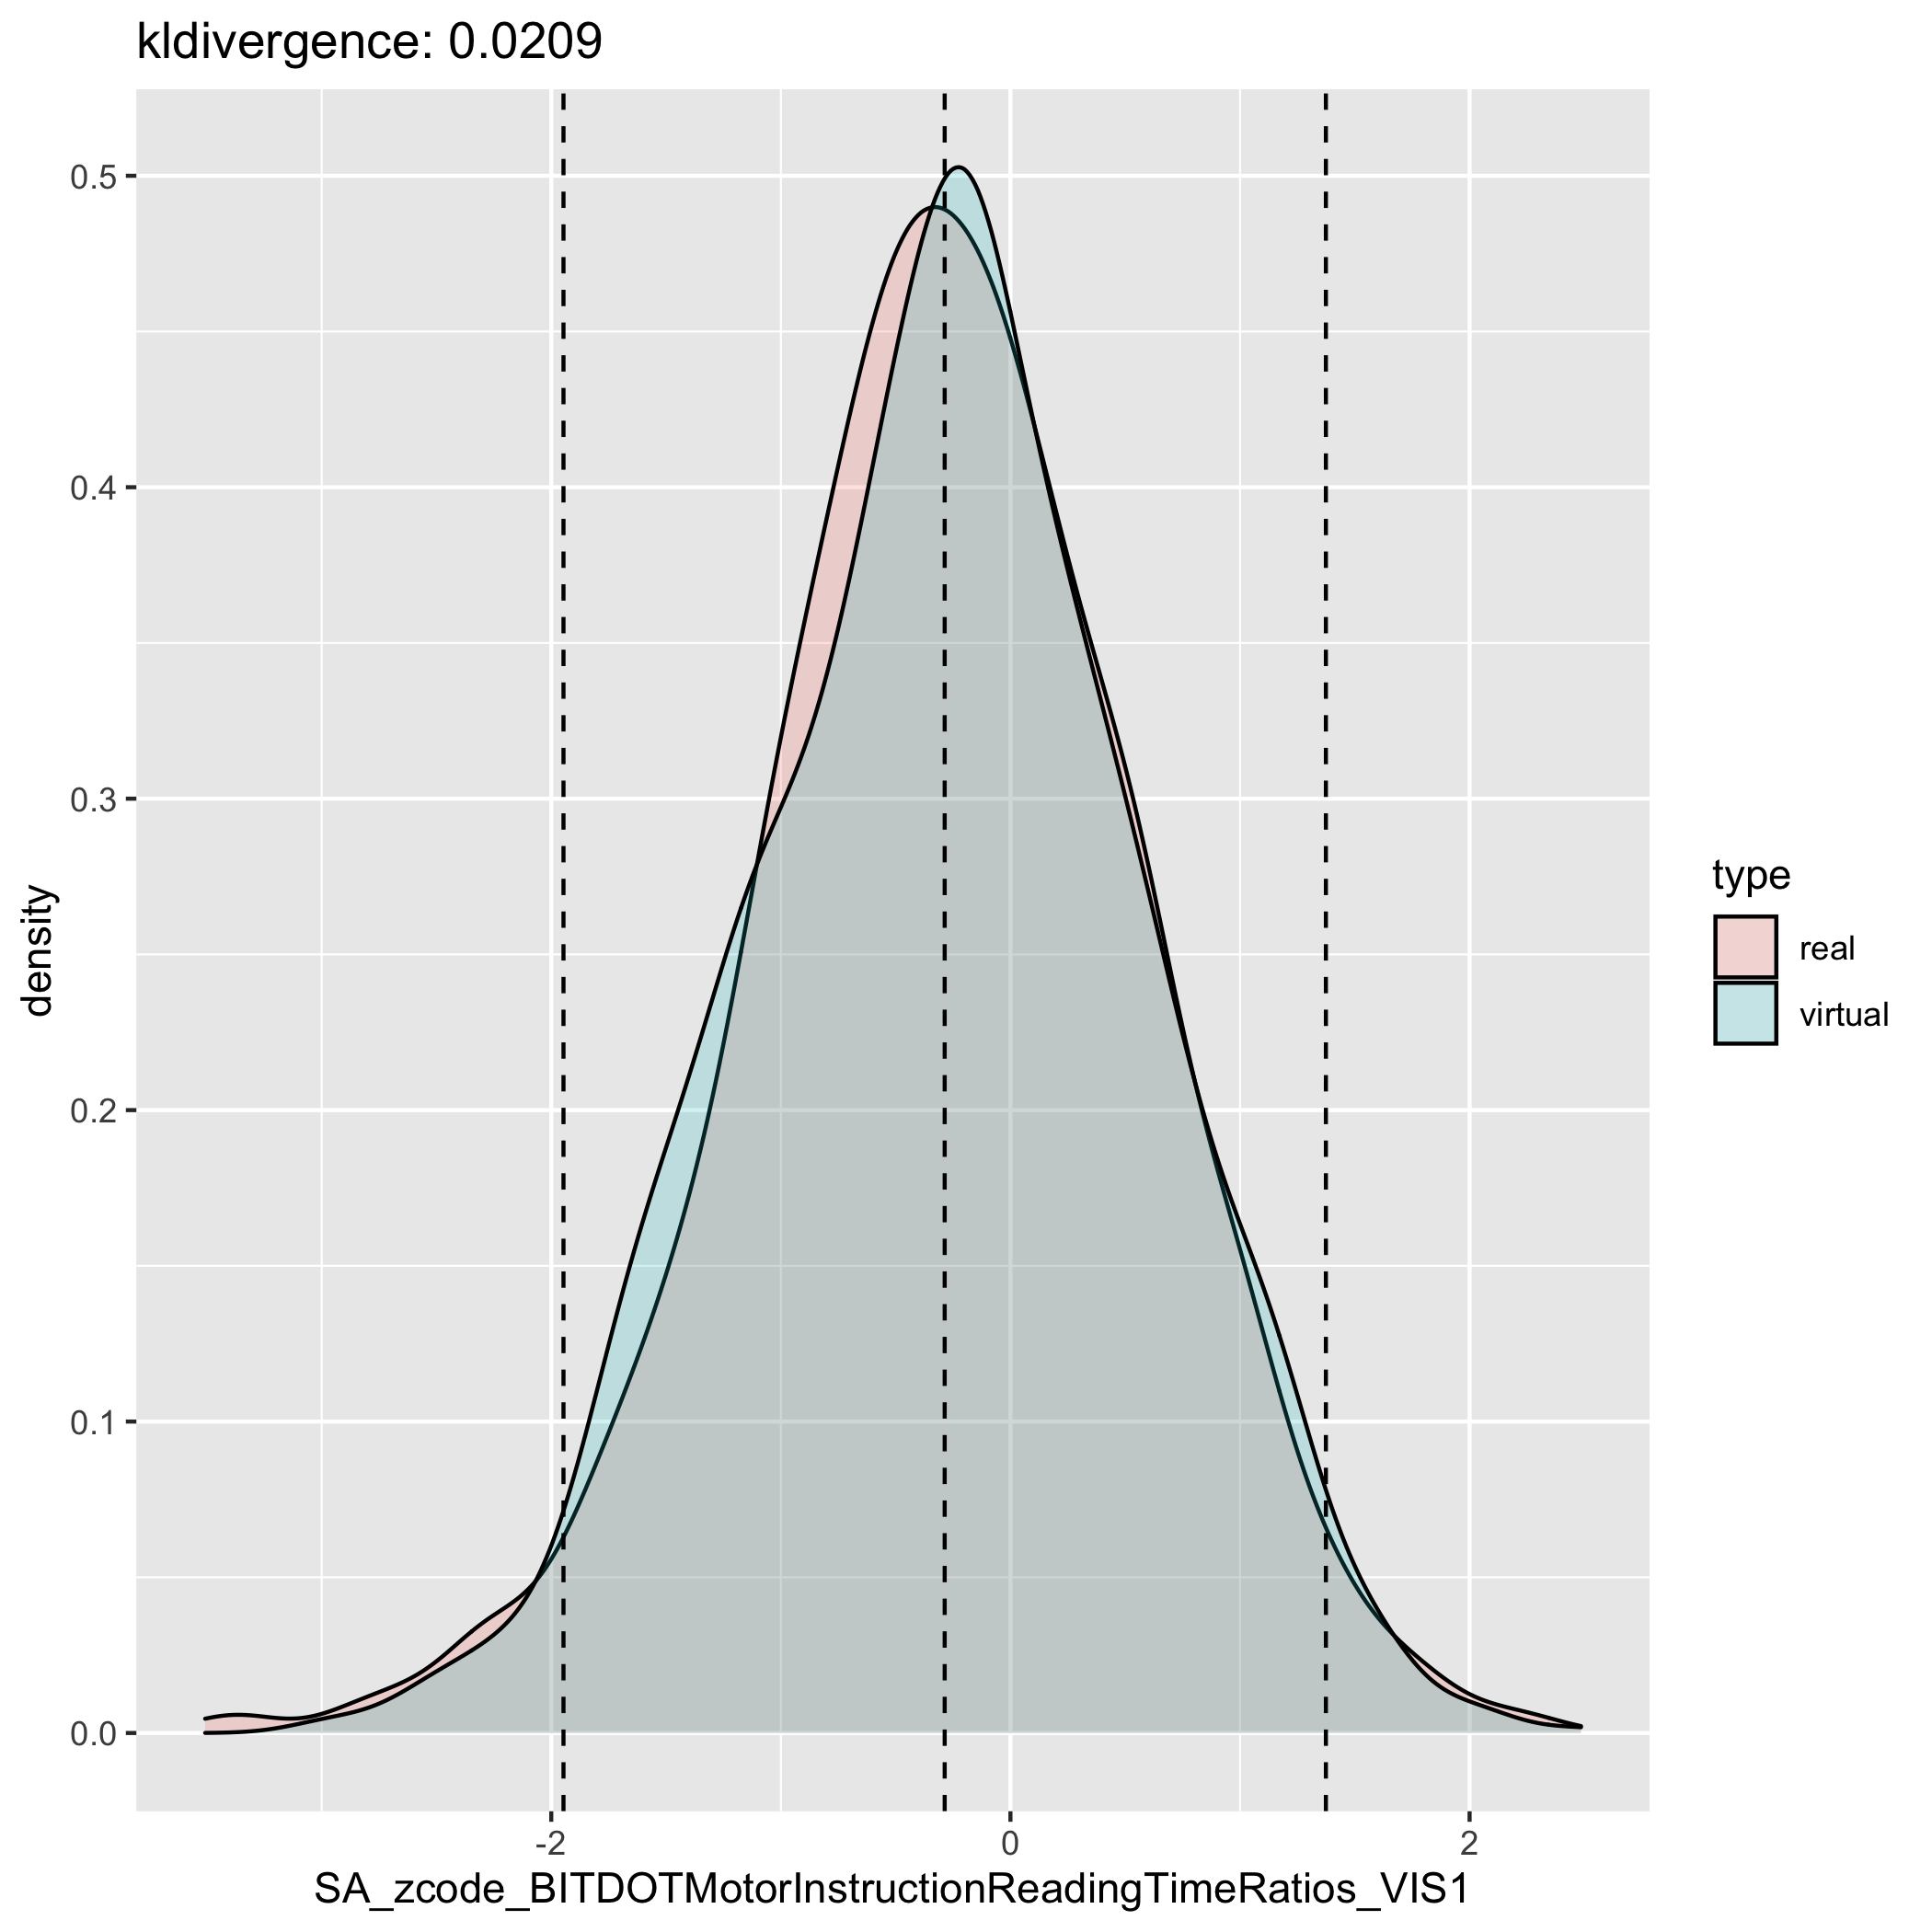 kldivergence: 0.0209
density
0.5
0.4
0.3
0.2
0.1
0.0
-2 0 2
SA_zcode_BITDOTMotorInstructionReadingTimeRatios_VIS1
type
real
virtual